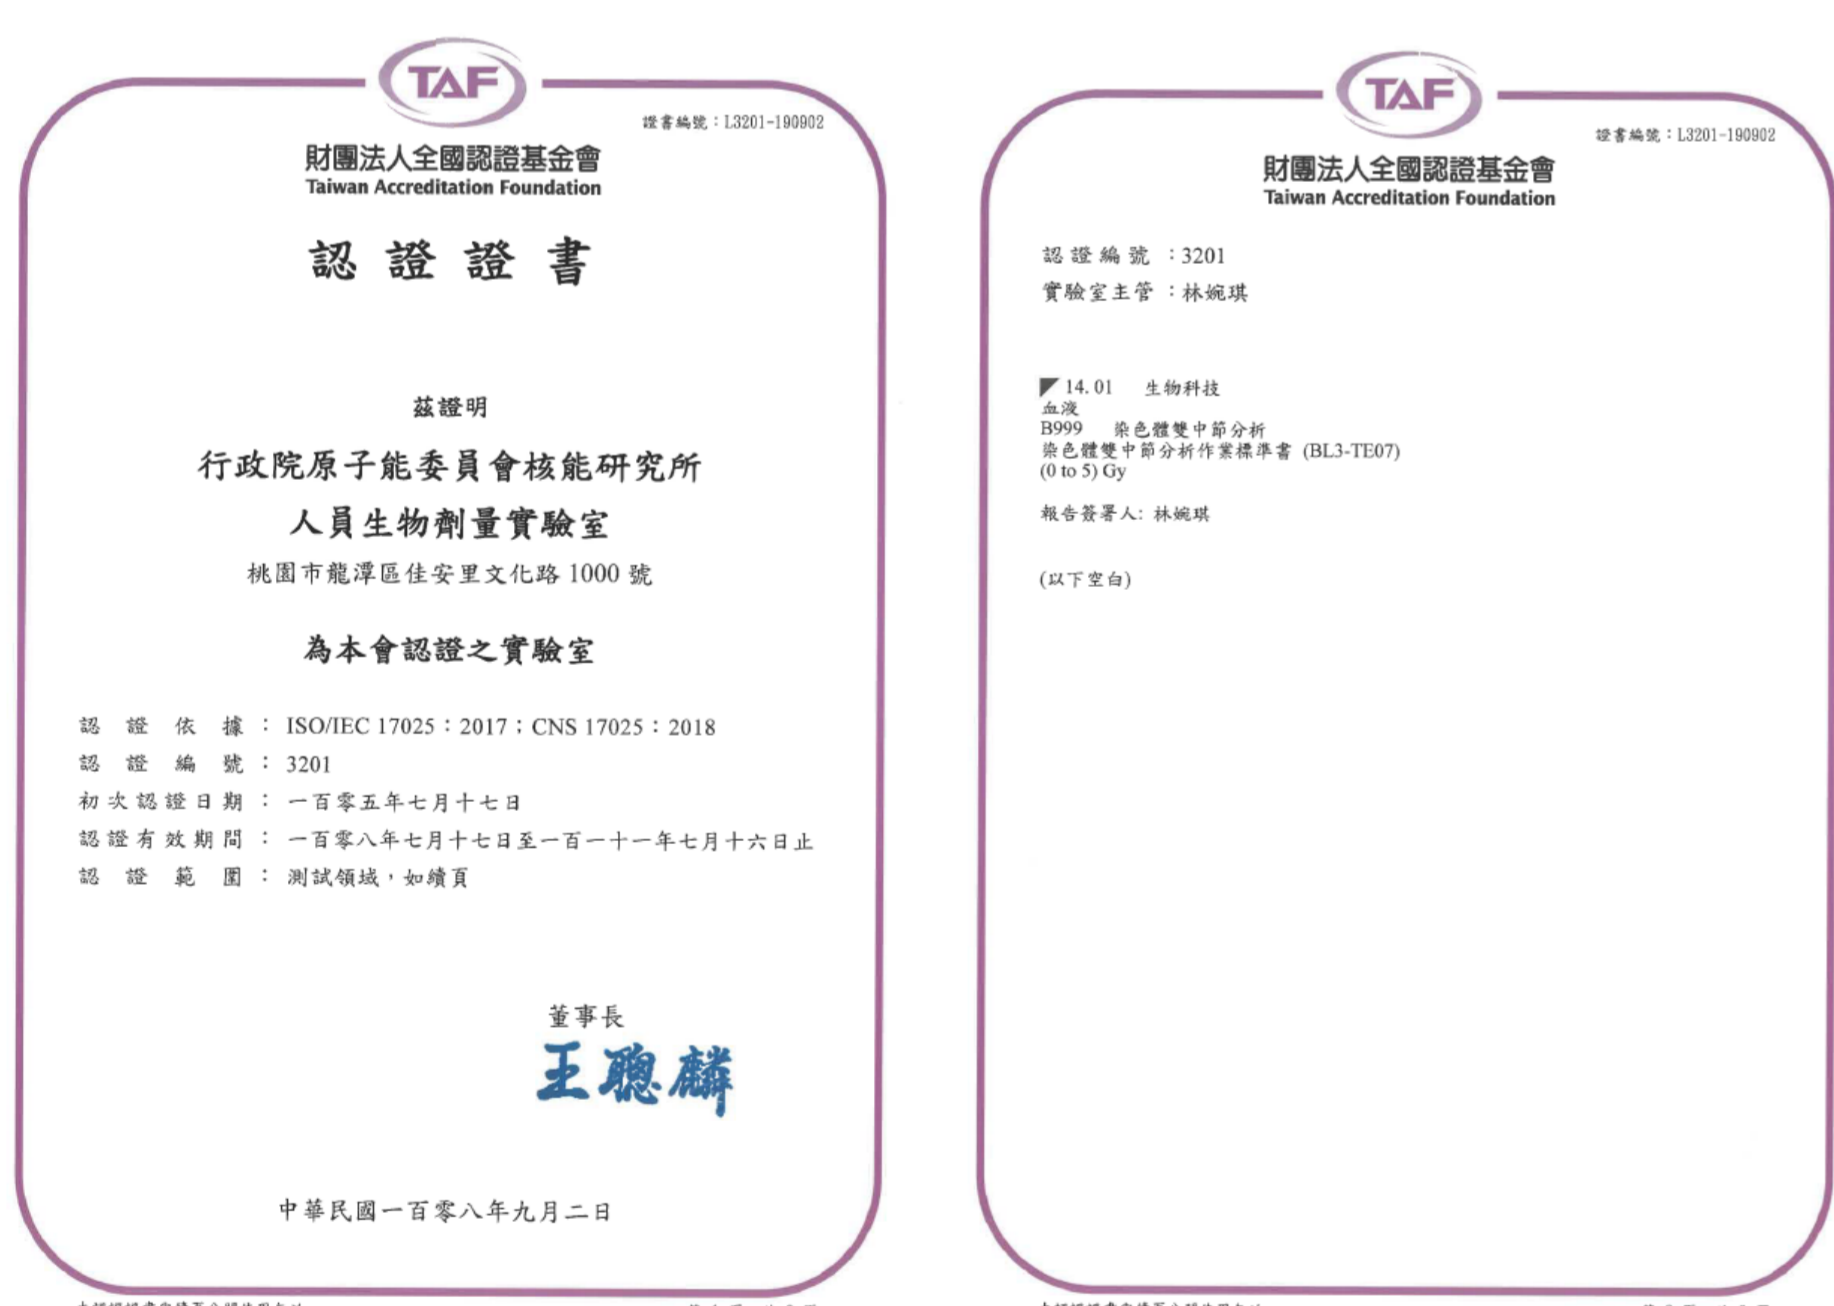 TAF
證書編號：L3201-190902
財團法人全國認證基金會
Taiwan Accreditation Foundation
認證證書
茲證明
行政院原子能委員會核能研究所
人員生物劑量實驗室
桃園市龍潭區佳安里文化路 1000 號
為本會認證之實驗室
認證依據：ISO/IEC 17025：2017；CNS 17025：2018
認證編號：3201
初次認證日期：一百零五年七月十七日
認證有效期間：一百零八年七月十七日至一百一十一年七月十六日止
認證範圍：測試領域，如續頁
董事長
王聰麟
中華民國一百零八年九月二日
TAF
證書編號：L3201-190902
財團法人全國認證基金會
Taiwan Accreditation Foundation
認證編號：3201
實驗室主管：林婉琪
14.01 生物科技
血液
B999 染色體雙中節分析
染色體雙中節分析作業標準書 (BL3-TE07)
(0 to 5) Gy
報告簽署人: 林婉琪
(以下空白)